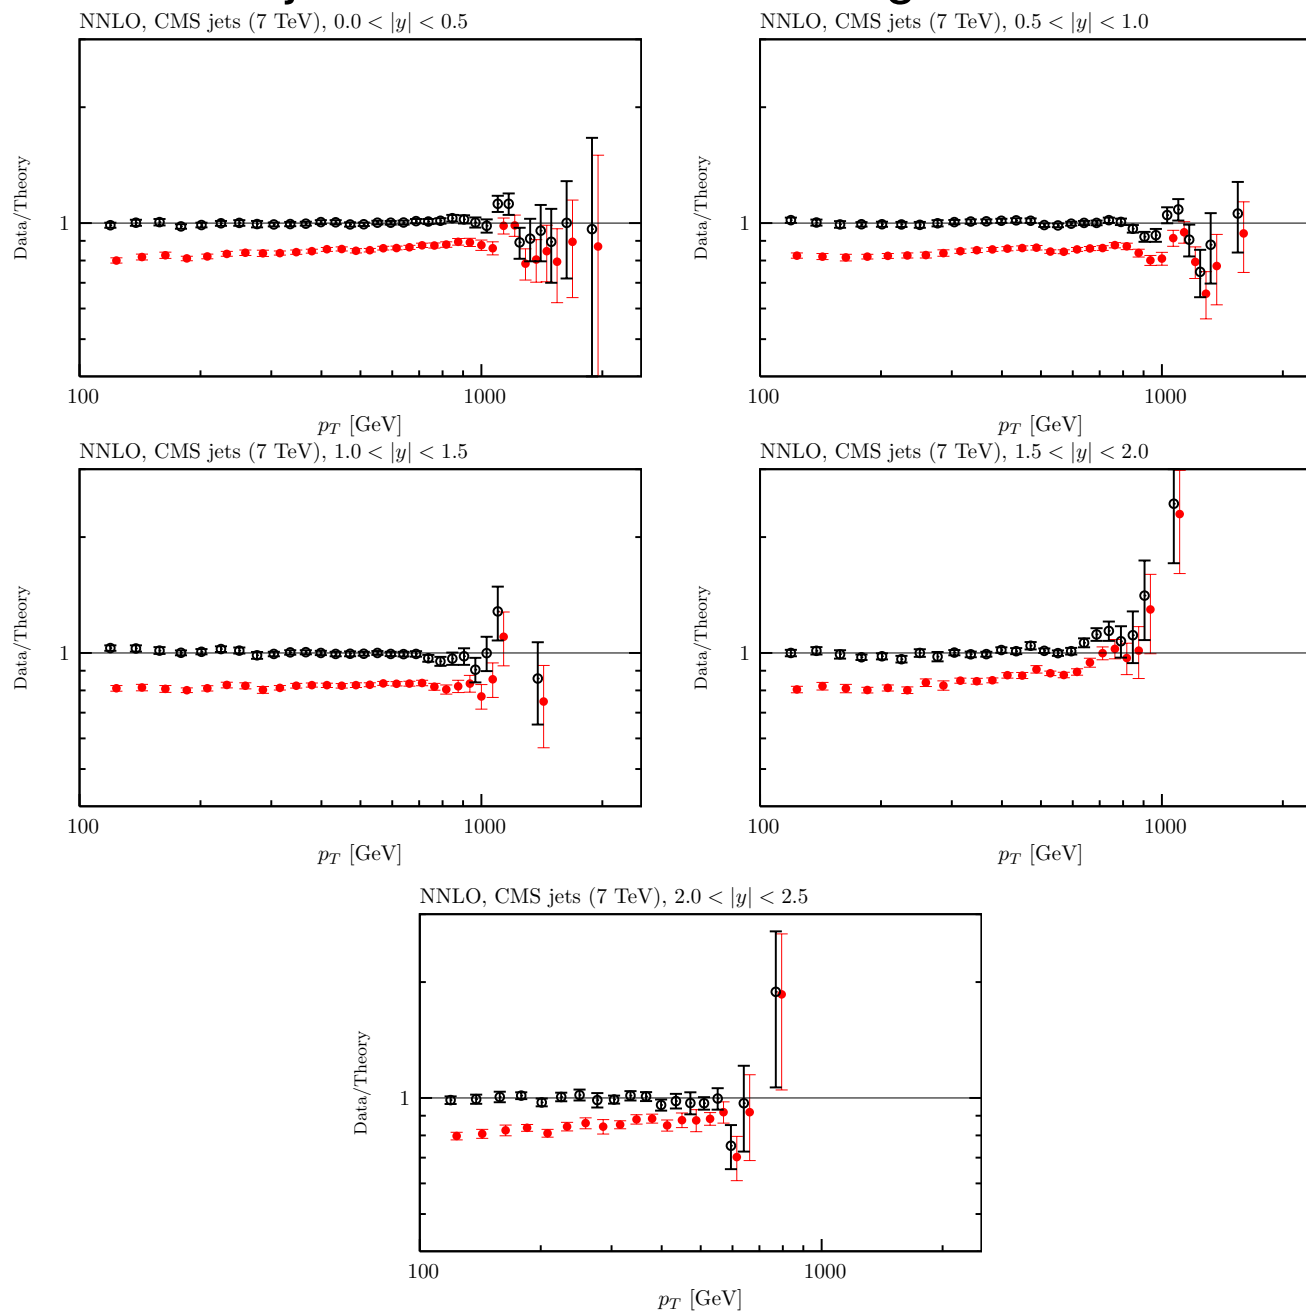 NNLO, CMS jets (7 TeV), 0.0 < |y| < 0.5
Data/Theory
1
100
1000
p_T [GeV]
NNLO, CMS jets (7 TeV), 0.5 < |y| < 1.0
Data/Theory
1
100
1000
p_T [GeV]
NNLO, CMS jets (7 TeV), 1.0 < |y| < 1.5
Data/Theory
1
100
1000
p_T [GeV]
NNLO, CMS jets (7 TeV), 1.5 < |y| < 2.0
Data/Theory
1
100
1000
p_T [GeV]
NNLO, CMS jets (7 TeV), 2.0 < |y| < 2.5
Data/Theory
1
100
1000
p_T [GeV]